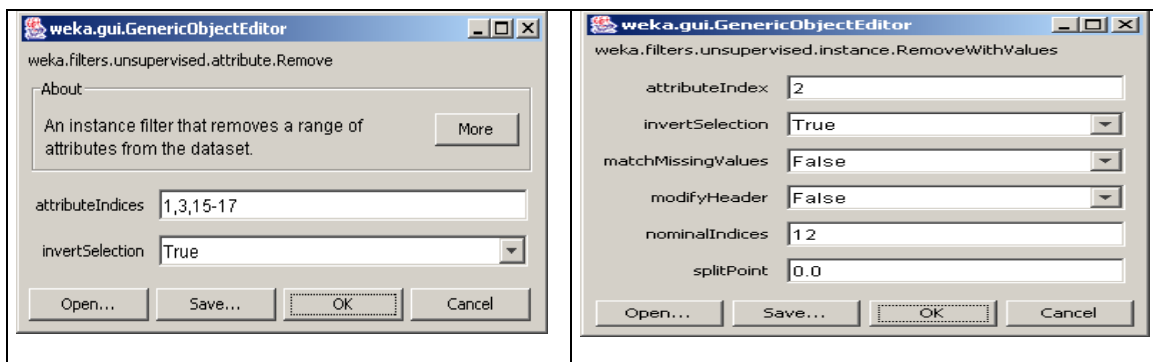 weka.gui.GenericObjectEditor
weka.filters.unsupervised.attribute.Remove
About
An instance filter that removes a range of
attributes from the dataset.
More
attributeIndices 1,3,15-17
invertSelection True
Open... Save... OK Cancel
weka.gui.GenericObjectEditor
weka.filters.unsupervised.instance.RemoveWithValues
attributeIndex 2
invertSelection True
matchMissingValues False
modifyHeader False
nominalIndices 12
splitPoint 0.0
Open... Save... OK Cancel